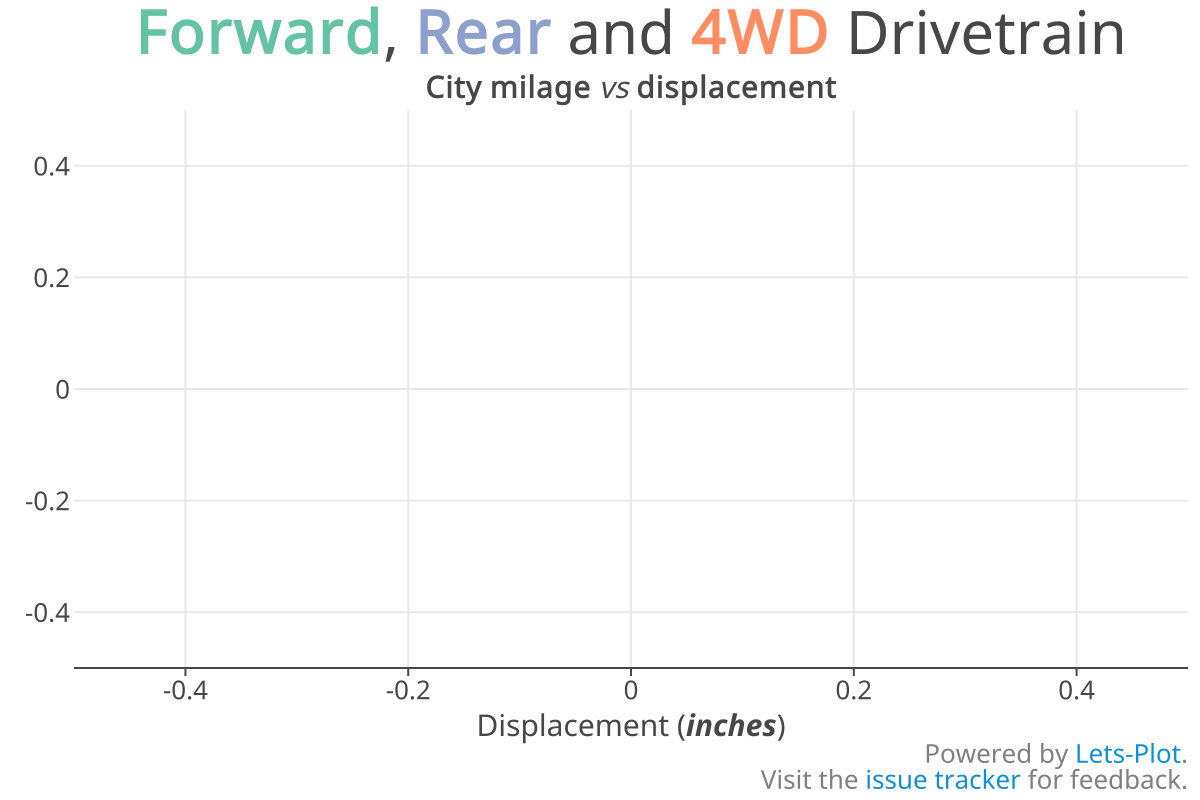 Forward, Rear and 4WD Drivetrain
City milage vs displacement
0.4
0.2
0
-0.2
-0.4
-0.4 -0.2 0 0.2 0.4
Displacement (inches)
Powered by Lets-Plot.
Visit the issue tracker for feedback.